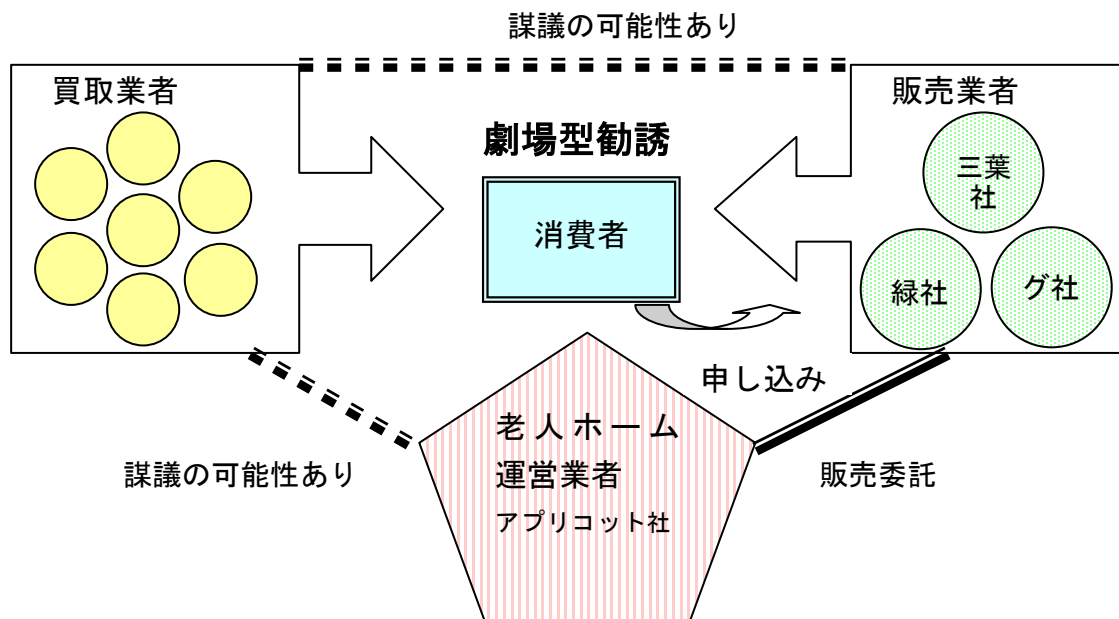 謀議の可能性あり
買取業者
販売業者
劇場型勧誘
三葉
社
消費者
緑社
グ社
申し込み
老人ホーム
運営業者
アプリコット社
謀議の可能性あり
販売委託